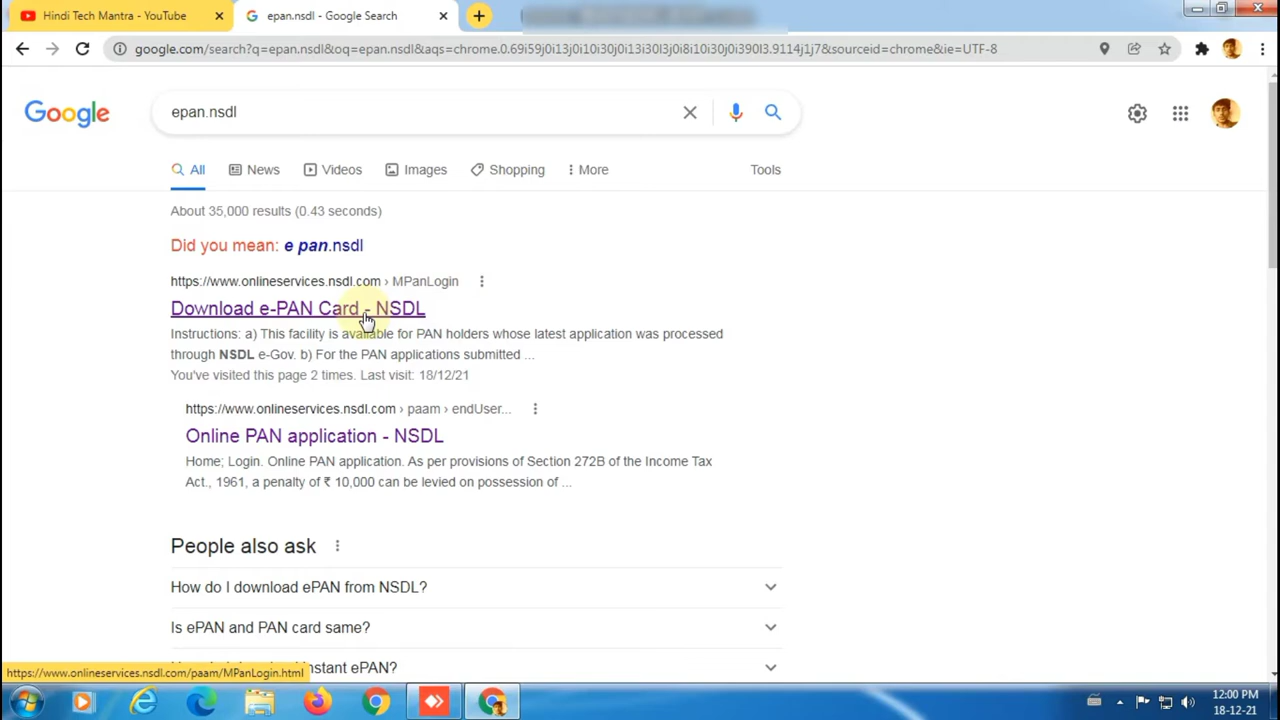 Hindi Tech Mantra - YouTube
epan.nsdl - Google Search
google.com/search?q=epan.nsdl&oq=epan.nsdl&aqs=chrome.0.69i59j0i13j0i10i30j0i13i30l3j0i8i10i30j0i390l3.9114j1j7&sourceid=chrome&ie=UTF-8
Google
epan.nsdl
All
News
Videos
Images
Shopping
More
Tools
About 35,000 results (0.43 seconds)
Did you mean: e pan.nsdl
https://www.onlineservices.nsdl.com › MPanLogin
Download e-PAN Card - NSDL
Instructions: a) This facility is available for PAN holders whose latest application was processed
through NSDL e-Gov. b) For the PAN applications submitted ...
You've visited this page 2 times. Last visit: 18/12/21
https://www.onlineservices.nsdl.com › paam › endUser...
Online PAN application - NSDL
Home; Login. Online PAN application. As per provisions of Section 272B of the Income Tax
Act., 1961, a penalty of ₹ 10,000 can be levied on possession of ...
People also ask
How do I download ePAN from NSDL?
Is ePAN and PAN card same?
instant ePAN?
https://www.onlineservices.nsdl.com/paam/MPanLogin.html
12:00 PM
18-12-21